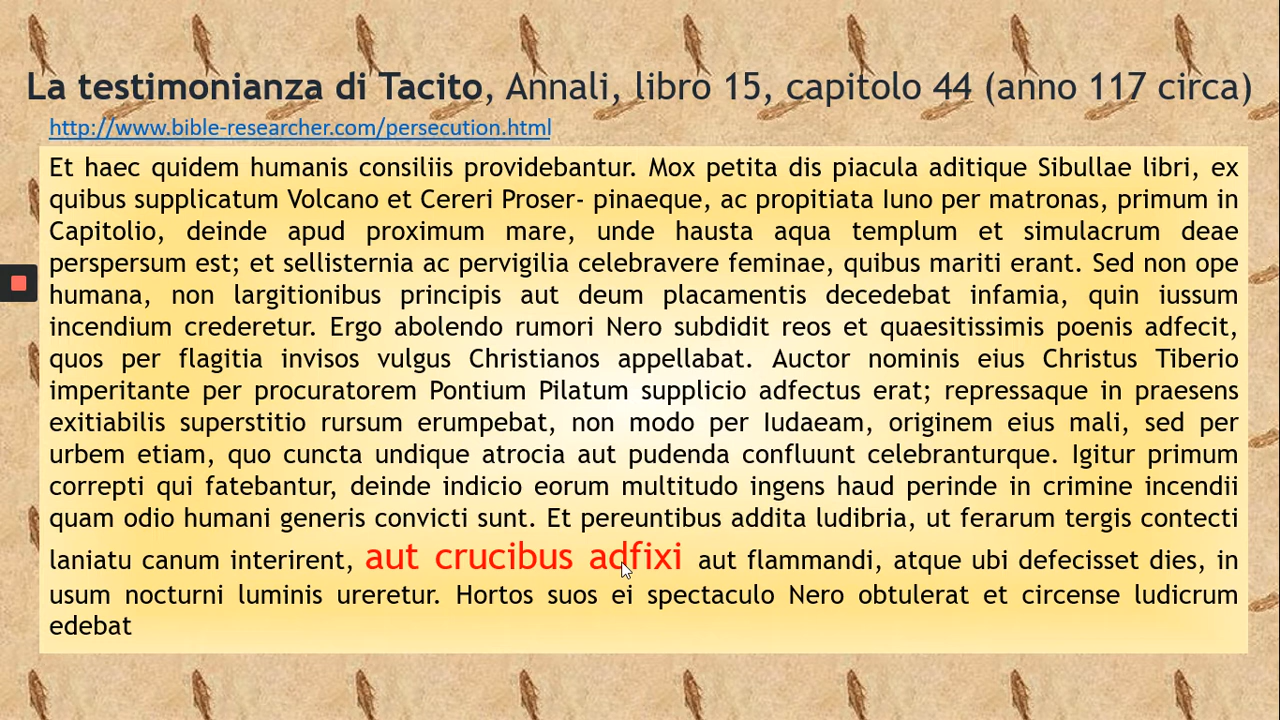 La testimonianza di Tacito, Annali, libro 15, capitolo 44 (anno 117 circa)
http://www.bible-researcher.com/persecution.html
Et haec quidem humanis consiliis providebantur. Mox petita dis piacula aditique Sibullae libri, ex
quibus supplicatum Volcano et Cereri Proser- pinaeque, ac propitiata Iuno per matronas, primum in
Capitolio, deinde apud proximum mare, unde hausta aqua templum et simulacrum deae
perspersum est; et sellisternia ac pervigilia celebravere feminae, quibus mariti erant. Sed non ope
humana, non largitionibus principis aut deum placamentis decedebat infamia, quin iussum
incendium crederetur. Ergo abolendo rumori Nero subdidit reos et quaesitissimis poenis adfecit,
quos per flagitia invisos vulgus Christianos appellabat. Auctor nominis eius Christus Tiberio
imperitante per procuratorem Pontium Pilatum supplicio adfectus erat; repressaque in praesens
exitiabilis superstitio rursum erumpebat, non modo per Iudaeam, originem eius mali, sed per
urbem etiam, quo cuncta undique atrocia aut pudenda confluunt celebranturque. Igitur primum
correpti qui fatebantur, deinde indicio eorum multitudo ingens haud perinde in crimine incendii
quam odio humani generis convicti sunt. Et pereuntibus addita ludibria, ut ferarum tergis contecti
laniatu canum interirent, aut crucibus adfixi aut flammandi, atque ubi defecisset dies, in
usum nocturni luminis ureretur. Hortos suos ei spectaculo Nero obtulerat et circense ludicrum
edebat